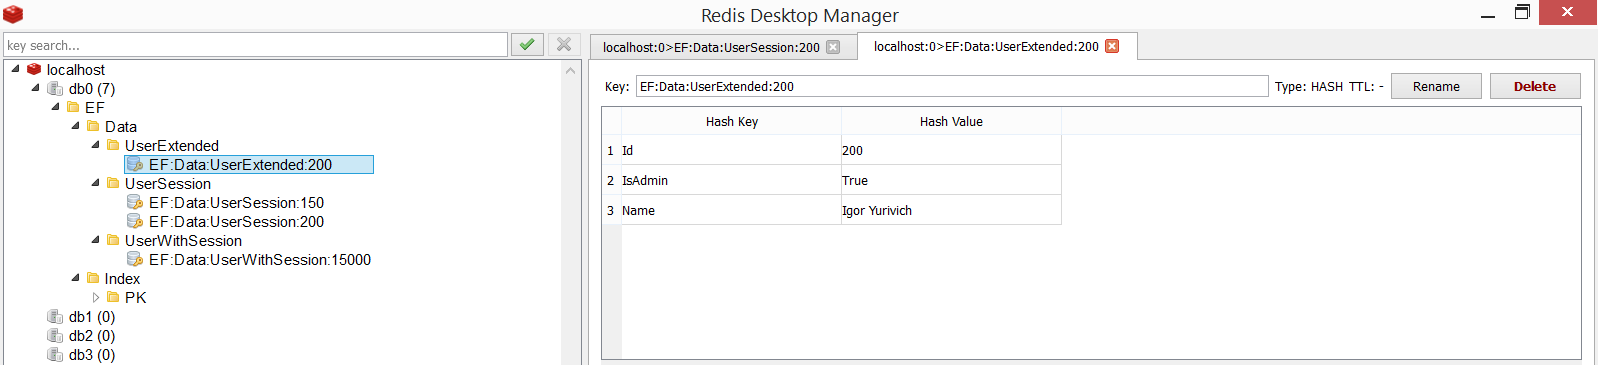 Redis Desktop Manager
key search...
localhost
db0 (7)
EF
Data
UserExtended
EF:Data:UserExtended:200
UserSession
EF:Data:UserSession:150
EF:Data:UserSession:200
UserWithSession
EF:Data:UserWithSession:15000
Index
PK
db1 (0)
db2 (0)
db3 (0)
localhost:0>EF:Data:UserSession:200
localhost:0>EF:Data:UserExtended:200
Key: EF:Data:UserExtended:200 Type: HASH TTL: - Rename Delete
Hash Key Hash Value
1 Id 200
2 IsAdmin True
3 Name Igor Yurivich